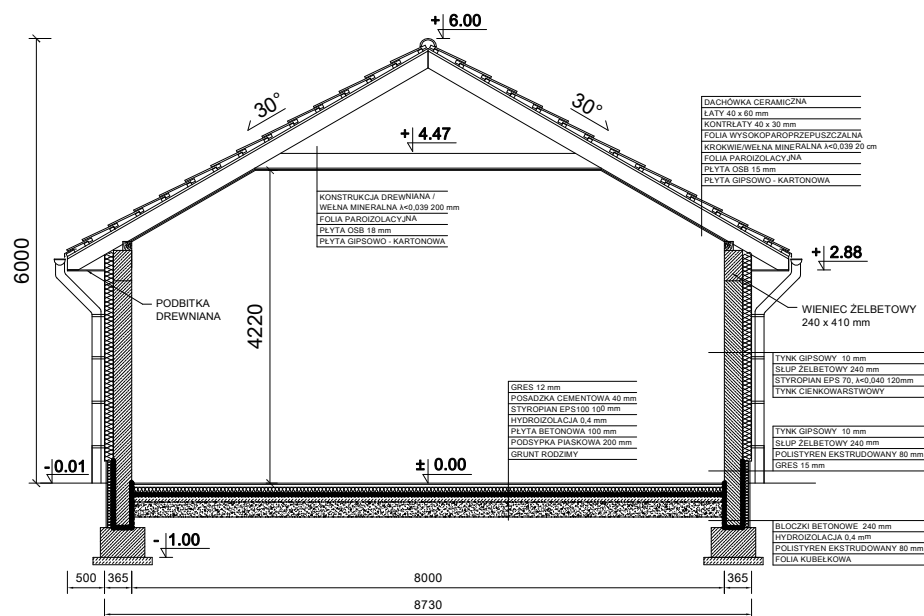 + 6.00
30°
30°
+ 4.47
DACHÓWKA CERAMICZNA
ŁATY 40 x 60 mm
KONTRŁATY 40 x 30 mm
FOLIA WYSOKOPAROPRZEPUSZCZALNA
KROKWIE/WEŁNA MINERALNA λ<0,039 20 cm
FOLIA PAROIZOLACYJNA
PŁYTA OSB 15 mm
PŁYTA GIPSOWO - KARTONOWA
KONSTRUKCJA DREWNIANA /
WEŁNA MINERALNA λ<0,039 200 mm
FOLIA PAROIZOLACYJNA
PŁYTA OSB 18 mm
PŁYTA GIPSOWO - KARTONOWA
6000
+ 2.88
PODBITKA
DREWNIANA
4220
WIENIEC ŻELBETOWY
240 x 410 mm
TYNK GIPSOWY 10 mm
SŁUP ŻELBETOWY 240 mm
STYROPIAN EPS 70, λ<0,040 120mm
TYNK CIENKOWARSTWOWY
GRES 12 mm
POSADZKA CEMENTOWA 40 mm
STYROPIAN EPS100 100 mm
HYDROIZOLACJA 0,4 mm
PŁYTA BETONOWA 100 mm
PODSYPKA PIASKOWA 200 mm
GRUNT RODZIMY
TYNK GIPSOWY 10 mm
SŁUP ŻELBETOWY 240 mm
POLISTYREN EKSTRUDOWANY 80 mm
GRES 15 mm
- 0.01
± 0.00
- 1.00
BLOCZKI BETONOWE 240 mm
HYDROIZOLACJA 0,4 mm
POLISTYREN EKSTRUDOWANY 80 mm
FOLIA KUBEŁKOWA
500
365
8000
365
8730